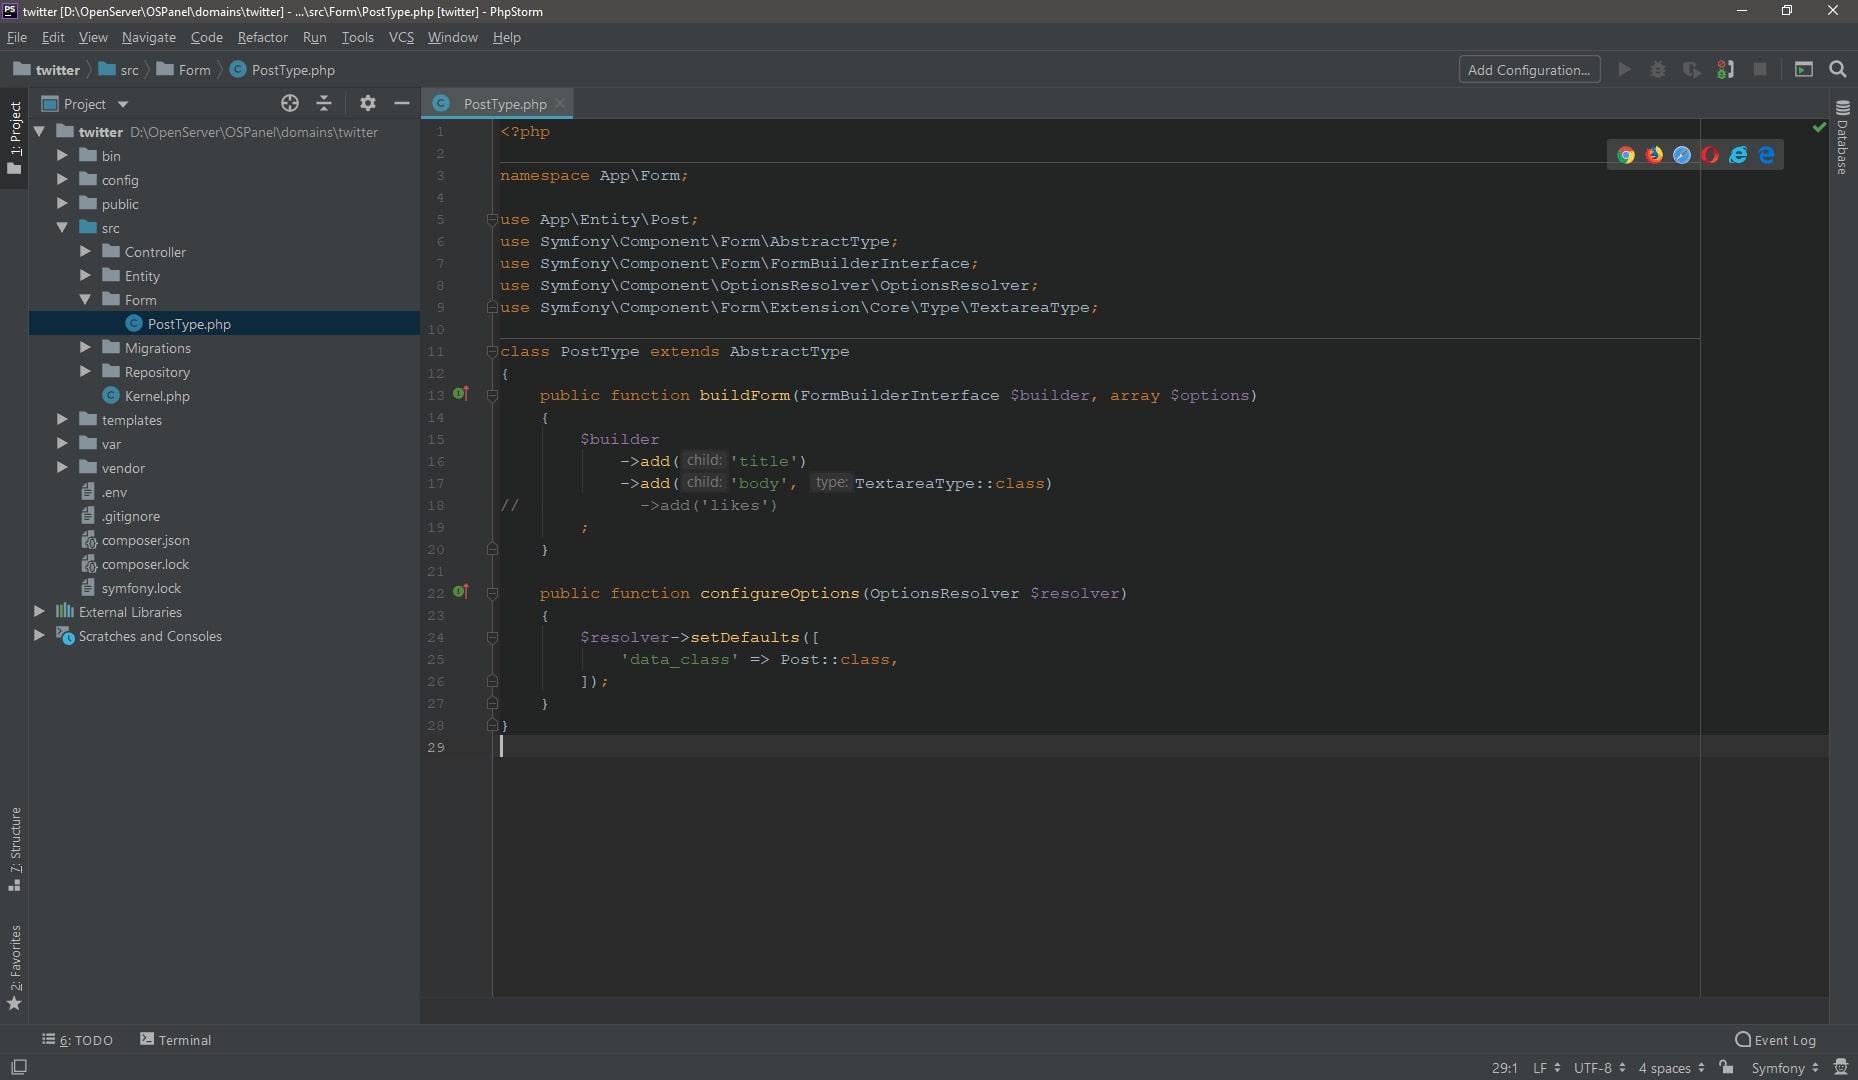 twitter [D:\OpenServer\OSPanel\domains\twitter] - ...\src\Form\PostType.php [twitter] - PhpStorm
File Edit View Navigate Code Refactor Run Tools VCS Window Help
twitter src Form PostType.php Add Configuration...
Project PostType.php
1: Project
7: Structure
2: Favorites
twitter D:\OpenServer\OSPanel\domains\twitter
bin
config
public
src
Controller
Entity
Form
PostType.php
Migrations
Repository
Kernel.php
templates
var
vendor
.env
.gitignore
composer.json
composer.lock
symfony.lock
External Libraries
Scratches and Consoles
1 <?php
2
3 namespace App\Form;
4
5 use App\Entity\Post;
6 use Symfony\Component\Form\AbstractType;
7 use Symfony\Component\Form\FormBuilderInterface;
8 use Symfony\Component\OptionsResolver\OptionsResolver;
9 use Symfony\Component\Form\Extension\Core\Type\TextareaType;
10
11 class PostType extends AbstractType
12 {
13     public function buildForm(FormBuilderInterface $builder, array $options)
14     {
15         $builder
16             ->add( child: 'title')
17             ->add( child: 'body', type: TextareaType::class)
18 //            ->add('likes')
19         ;
20     }
21
22     public function configureOptions(OptionsResolver $resolver)
23     {
24         $resolver->setDefaults([
25             'data_class' => Post::class,
26         ]);
27     }
28 }
29
Database
6: TODO Terminal Event Log
29:1 LF UTF-8 4 spaces Symfony